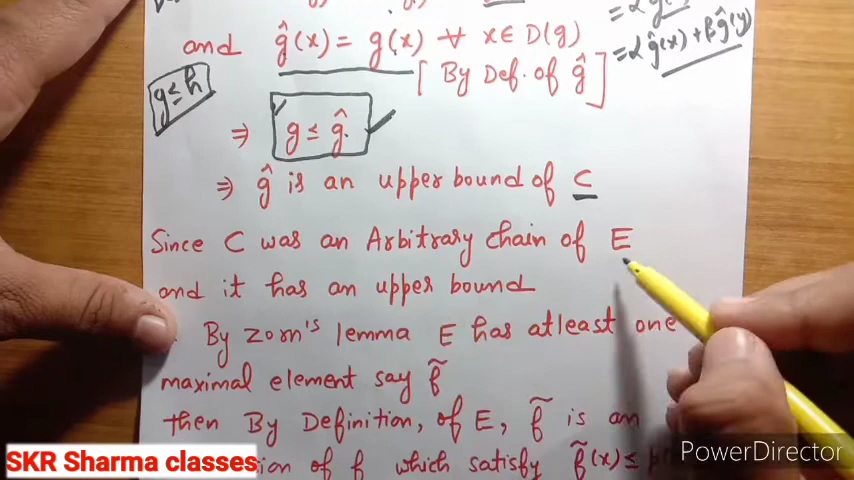 = α g(
and ĝ(x) = g(x) ∀ x ∈ D(g)
= α ĝ(x) + β ĝ(y)
[ By Def. of ĝ ]
g ≤ h
⇒ g ≤ ĝ.
⇒ ĝ is an upper bound of C
Since C was an Arbitrary chain of E
and it has an upper bound
By Zorn's lemma E has atleast one
maximal element say f̃
then By Definition, of E, f̃ is an
ion of f which satisfy f̃(x) ≤ p(
SKR Sharma classes
PowerDirector